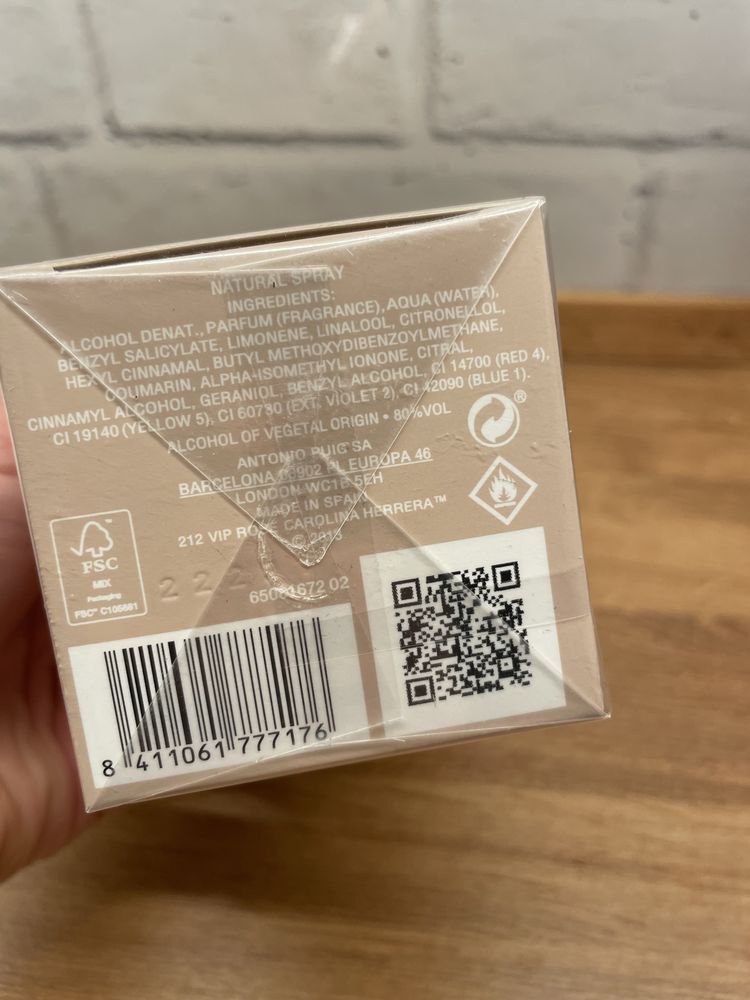 NATURAL SPRAY
INGREDIENTS:
ALCOHOL DENAT., PARFUM (FRAGRANCE), AQUA (WATER),
BENZYL SALICYLATE, LIMONENE, LINALOOL, CITRONELLOL,
HEXYL CINNAMAL, BUTYL METHOXYDIBENZOYLMETHANE,
COUMARIN, ALPHA-ISOMETHYL IONONE, CITRAL,
CINNAMYL ALCOHOL, GERANIOL, BENZYL ALCOHOL, CI 14700 (RED 4),
CI 19140 (YELLOW 5), CI 60730 (EXT. VIOLET 2), CI 42090 (BLUE 1).
ALCOHOL OF VEGETAL ORIGIN • 80%VOL
ANTONIO PUIG SA
BARCELONA 08902 PL EUROPA 46
LONDON WC1B 5EH
MADE IN SPAIN
212 VIP ROSÉ CAROLINA HERRERA™
©
®
FSC
MIX
Packaging
FSC™ C105661
222
02
8 411061 777176